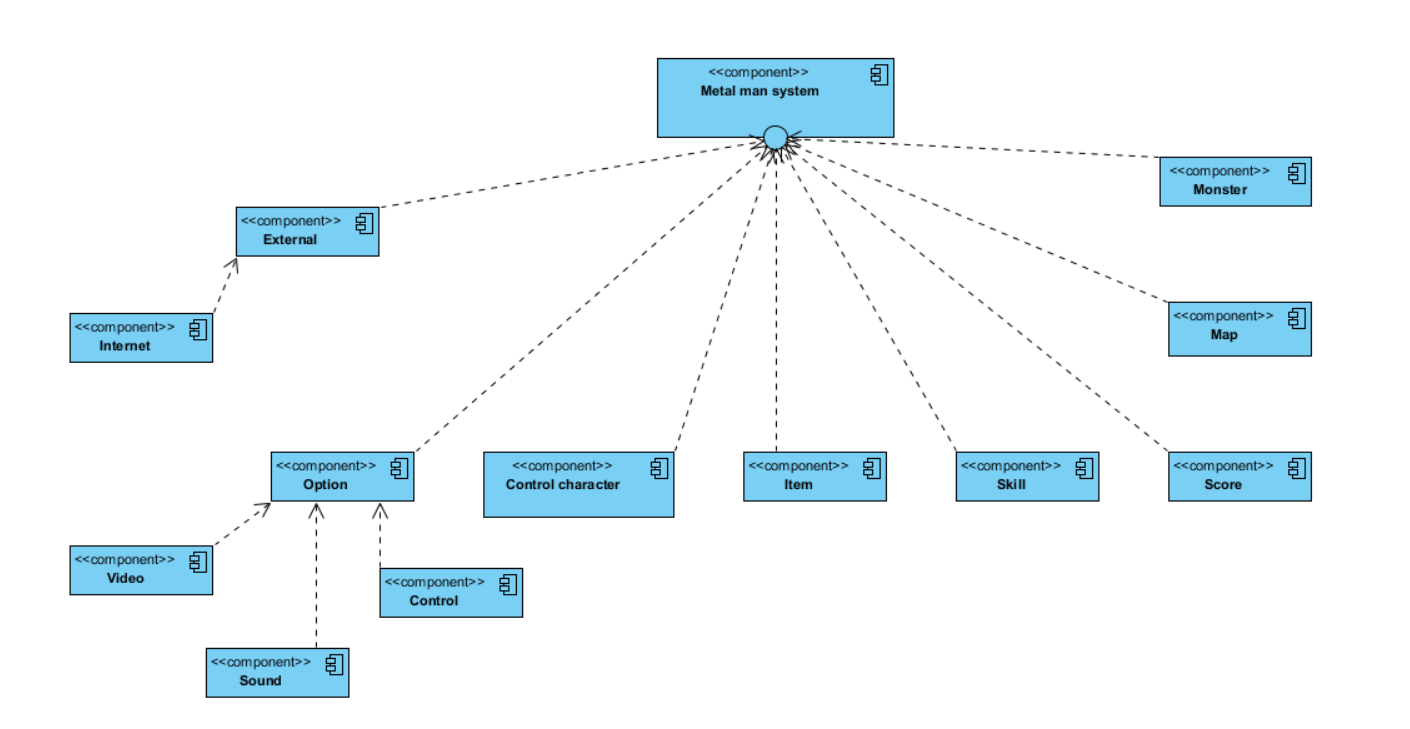 <<component>>
Metal man system
<<component>>
Monster
<<component>>
External
<<component>>
Map
<<component>>
Internet
<<component>>
Option
<<component>>
Control character
<<component>>
Item
<<component>>
Skill
<<component>>
Score
<<component>>
Video
<<component>>
Control
<<component>>
Sound